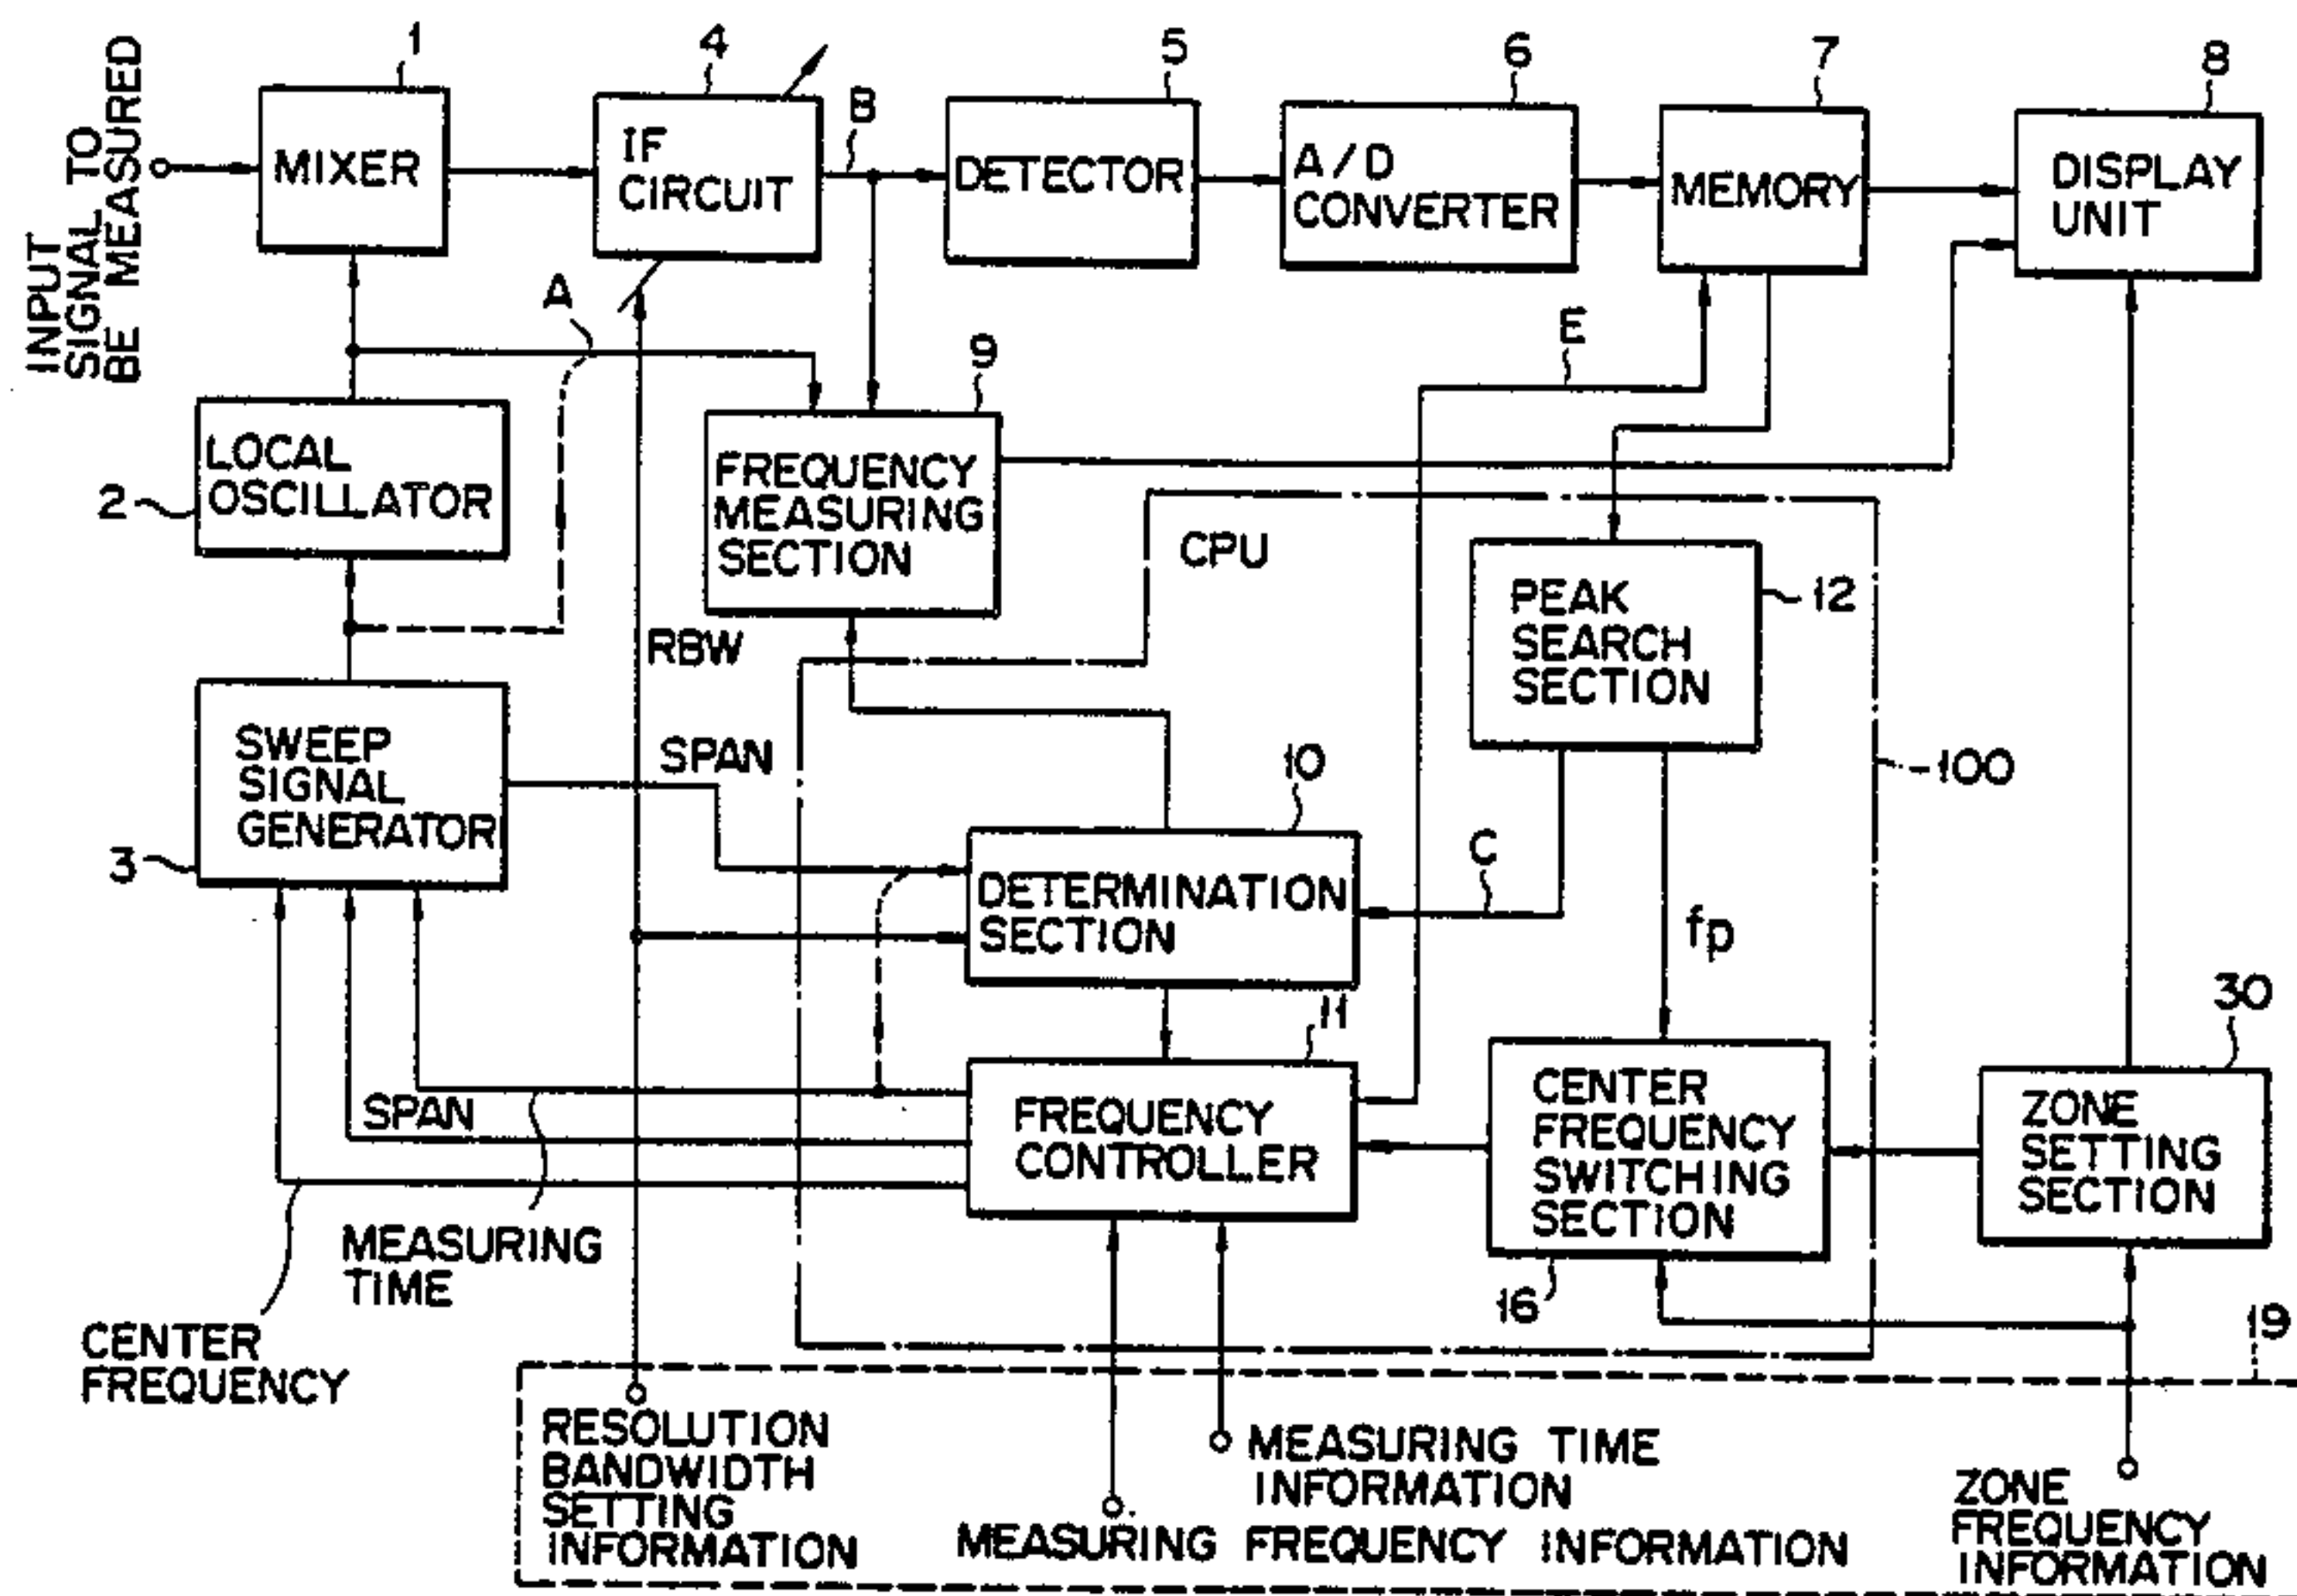 INPUT
SIGNAL TO
BE MEASURED
1
MIXER
4
IF
CIRCUIT
B
5
DETECTOR
6
A/D
CONVERTER
7
MEMORY
8
DISPLAY
UNIT
A
E
9
2
LOCAL
OSCILLATOR
FREQUENCY
MEASURING
SECTION
CPU
12
PEAK
SEARCH
SECTION
RBW
3
SWEEP
SIGNAL
GENERATOR
SPAN
10
100
DETERMINATION
SECTION
C
fp
11
30
SPAN
FREQUENCY
CONTROLLER
CENTER
FREQUENCY
SWITCHING
SECTION
16
ZONE
SETTING
SECTION
MEASURING
TIME
CENTER
FREQUENCY
19
RESOLUTION
BANDWIDTH
SETTING
INFORMATION
MEASURING TIME
INFORMATION
MEASURING FREQUENCY INFORMATION
ZONE
FREQUENCY
INFORMATION